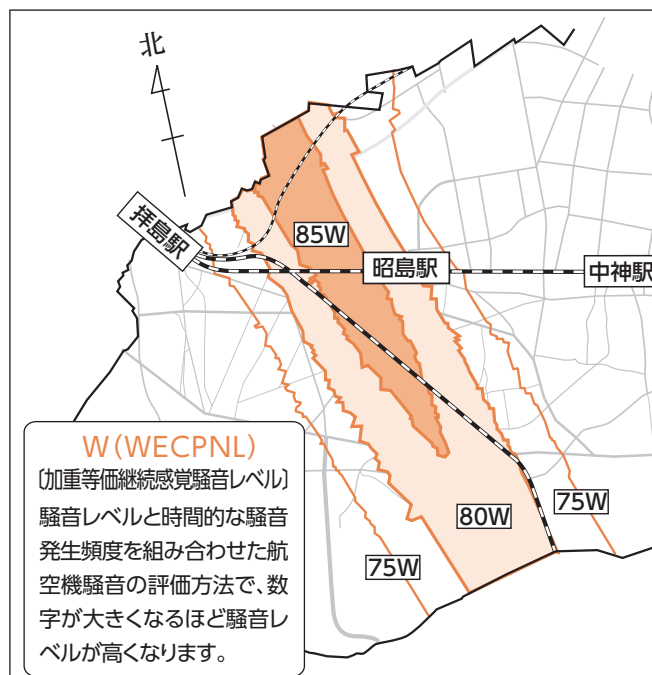 北
拝島駅
85W
昭島駅
中神駅
W(WECPNL)
〔加重等価継続感覚騒音レベル〕
騒音レベルと時間的な騒音
発生頻度を組み合わせた航
空機騒音の評価方法で、数
字が大きくなるほど騒音レ
ベルが高くなります。
80W
75W
75W